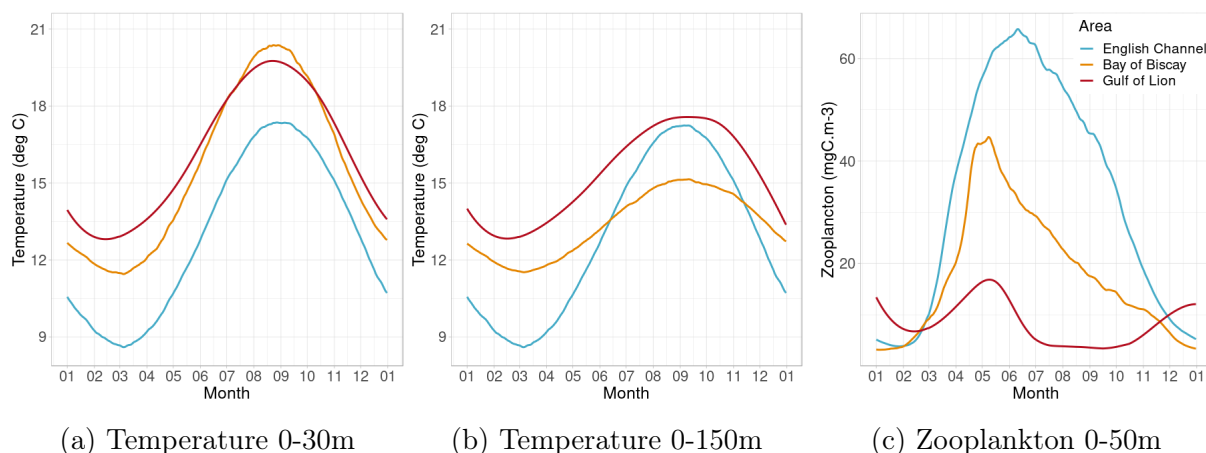 21
18
15
12
9
Temperature (deg C)
01 02 03 04 05 06 07 08 09 10 11 12 01
Month
(a) Temperature 0-30m
21
18
15
12
9
Temperature (deg C)
01 02 03 04 05 06 07 08 09 10 11 12 01
Month
(b) Temperature 0-150m
Area
English Channel
Bay of Biscay
Gulf of Lion
60
40
20
Zooplancton (mgC.m-3)
01 02 03 04 05 06 07 08 09 10 11 12 01
Month
(c) Zooplankton 0-50m